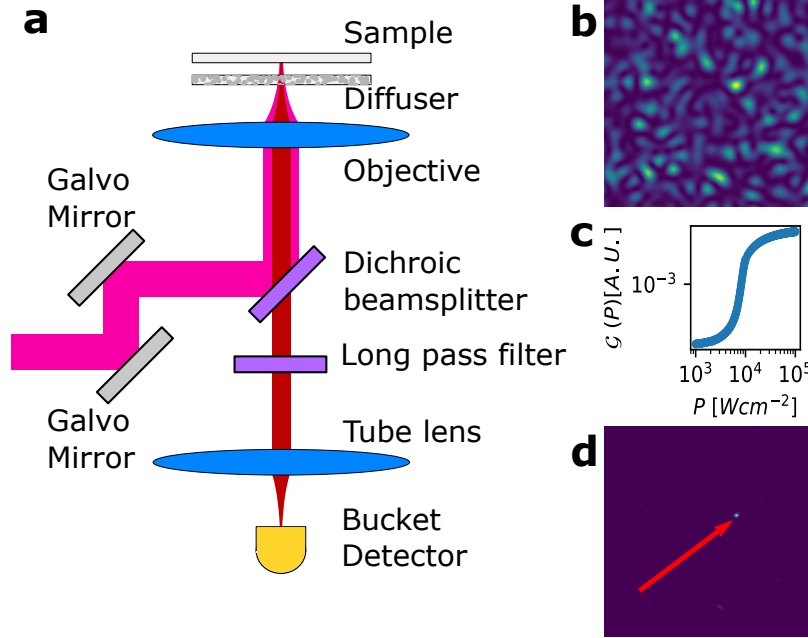 a
Sample
Diffuser
Objective
Galvo
Mirror
Dichroic
beamsplitter
Long pass filter
Galvo
Mirror
Tube lens
Bucket
Detector
b
c
𝒢 (P)[A. U.]
10⁻³
10³ 10⁴ 10⁵
P [Wcm⁻²]
d